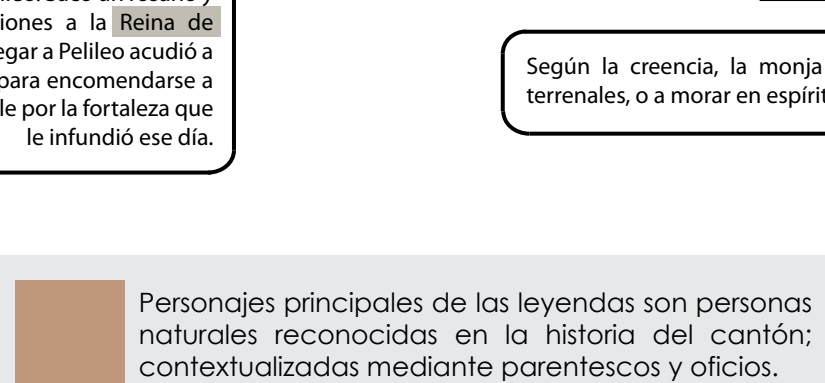 iones a la Reina de
egar a Pelileo acudió a
para encomendarse a
le por la fortaleza que
le infundió ese día.
Según la creencia, la monja
terrenales, o a morar en espírit
Personajes principales de las leyendas son personas
naturales reconocidas en la historia del cantón;
contextualizadas mediante parentescos y oficios.